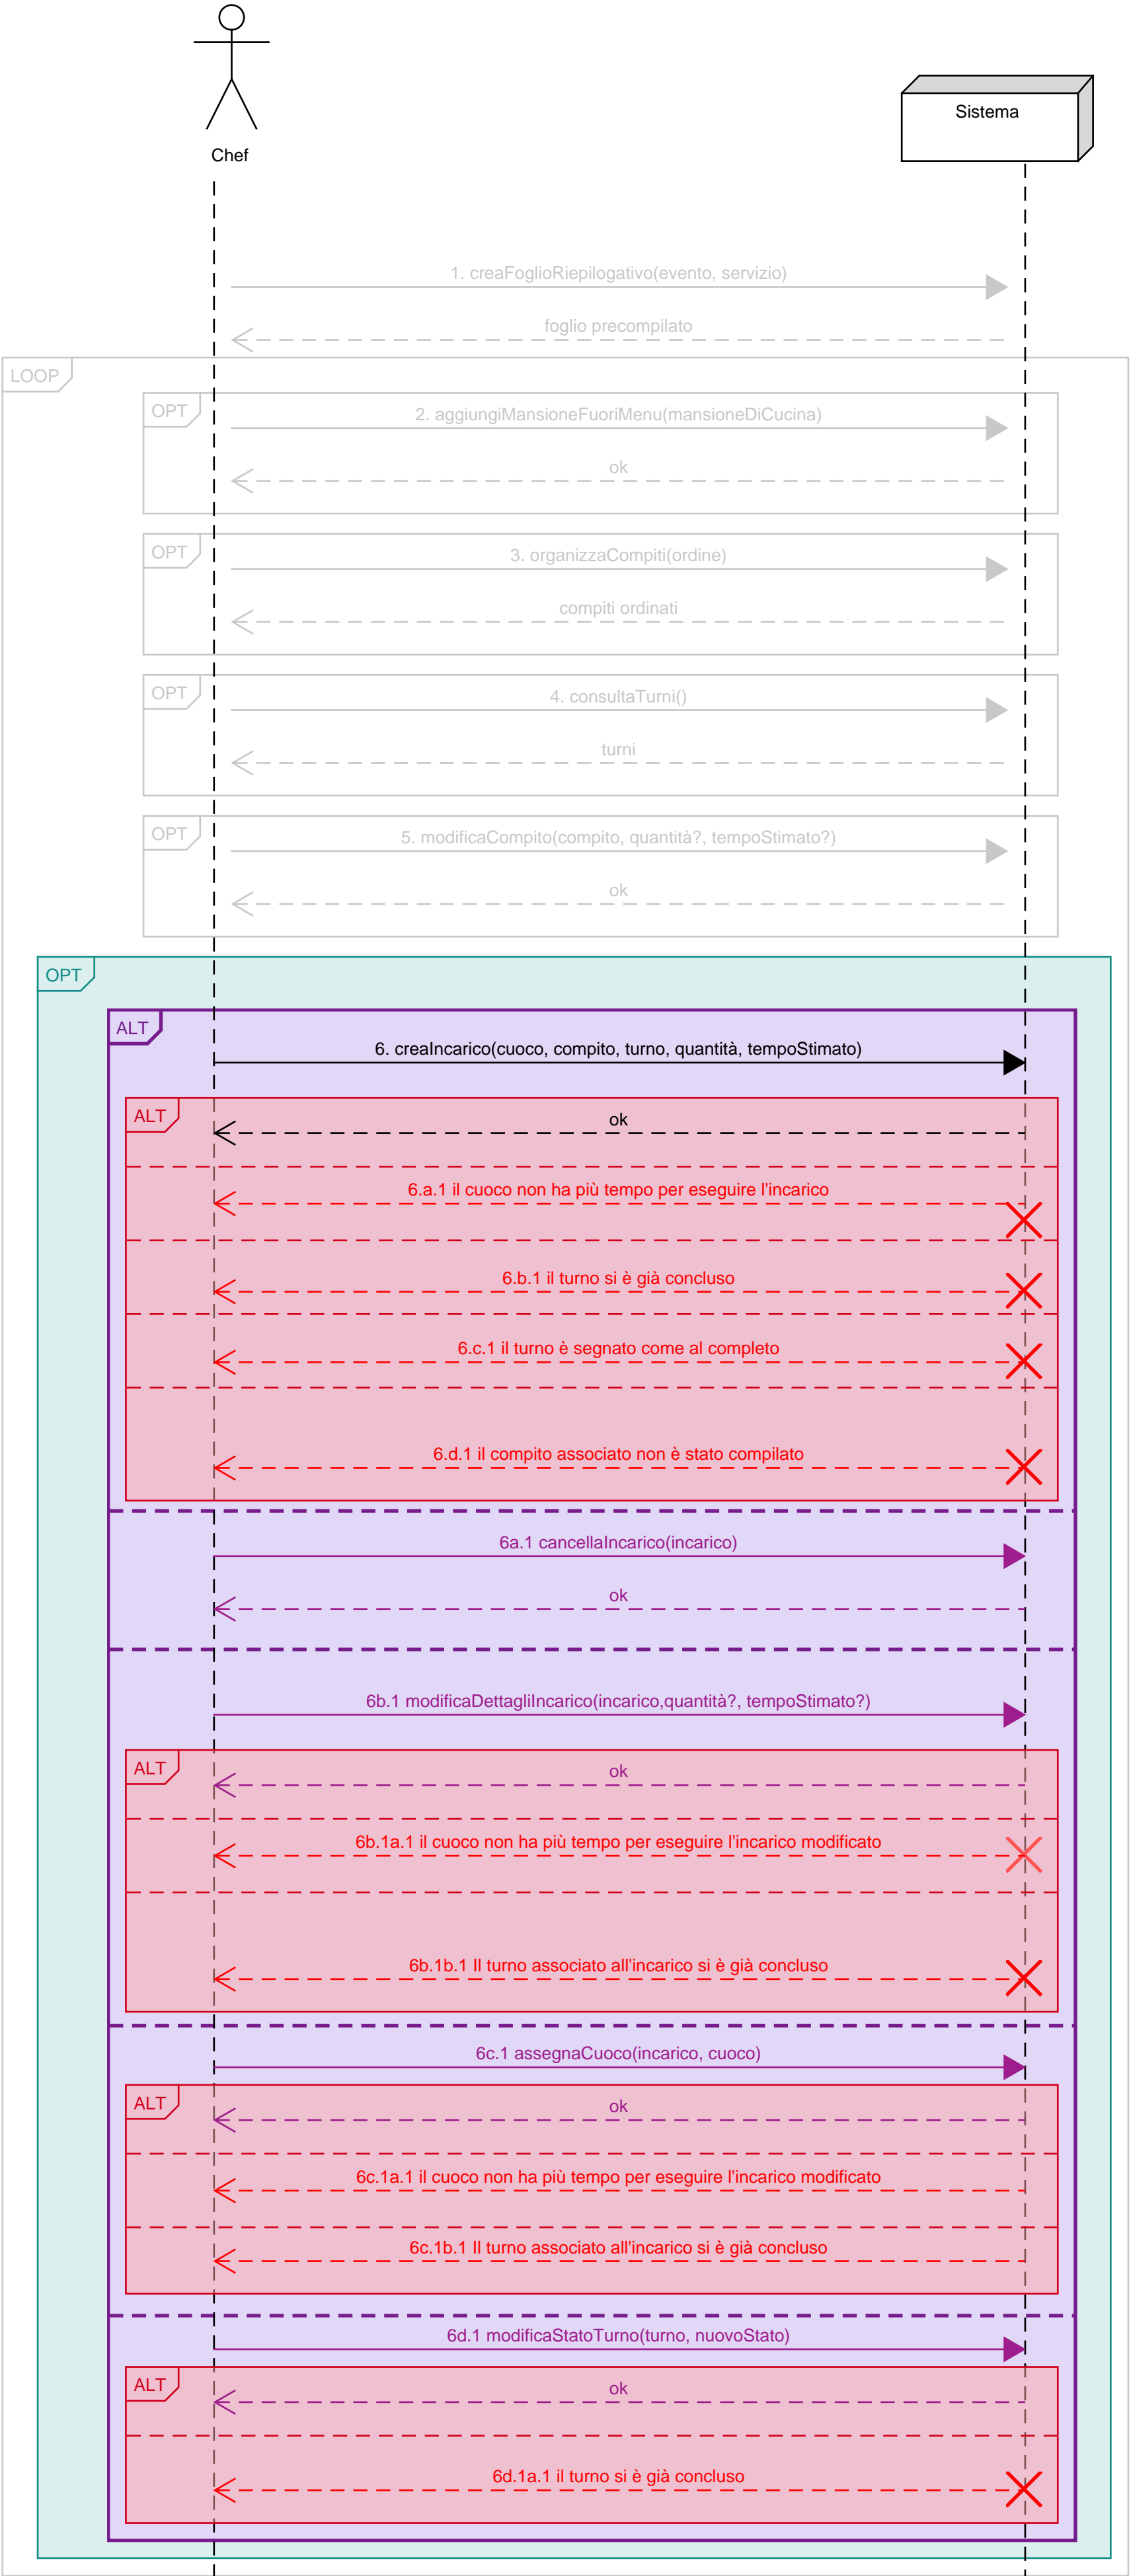 Sistema
Chef
1. creaFoglioRiepilogativo(evento, servizio)
foglio precompilato
LOOP
OPT
2. aggiungiMansioneFuoriMenu(mansioneDiCucina)
ok
OPT
3. organizzaCompiti(ordine)
compiti ordinati
OPT
4. consultaTurni()
turni
OPT
5. modificaCompito(compito, quantità?, tempoStimato?)
ok
OPT
ALT
6. creaIncarico(cuoco, compito, turno, quantità, tempoStimato)
ALT
ok
6.a.1 il cuoco non ha più tempo per eseguire l'incarico
6.b.1 il turno si è già concluso
6.c.1 il turno è segnato come al completo
6.d.1 il compito associato non è stato compilato
6a.1 cancellaIncarico(incarico)
ok
6b.1 modificaDettagliIncarico(incarico,quantità?, tempoStimato?)
ALT
ok
6b.1a.1 il cuoco non ha più tempo per eseguire l'incarico modificato
6b.1b.1 Il turno associato all'incarico si è già concluso
6c.1 assegnaCuoco(incarico, cuoco)
ALT
ok
6c.1a.1 il cuoco non ha più tempo per eseguire l'incarico modificato
6c.1b.1 Il turno associato all'incarico si è già concluso
6d.1 modificaStatoTurno(turno, nuovoStato)
ALT
ok
6d.1a.1 il turno si è già concluso